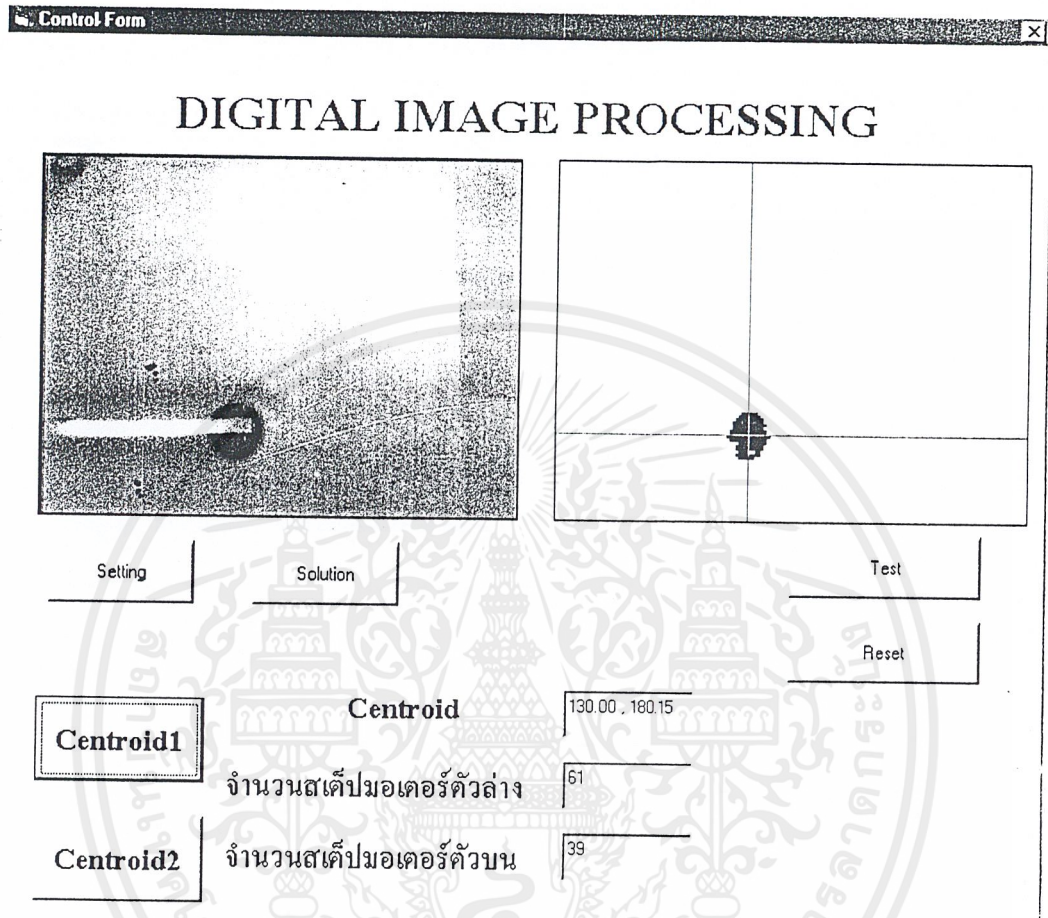 Control Form
DIGITAL IMAGE PROCESSING
Setting
Solution
Test
Reset
Centroid1
Centroid
130.00 , 180.15
จำนวนสเต็ปมอเตอร์ตัวล่าง
61
Centroid2
จำนวนสเต็ปมอเตอร์ตัวบน
39